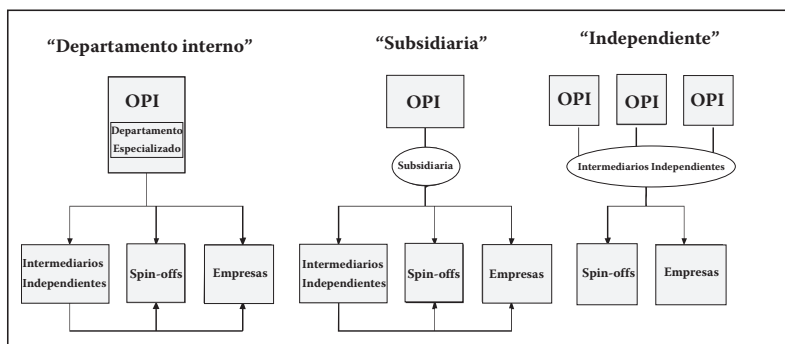 “Departamento interno”
“Subsidiaria”
“Independiente”
OPI
Departamento
Especializado
OPI
Subsidiaria
OPI
OPI
OPI
Intermediarios Independientes
Intermediarios
Independientes
Spin-offs
Empresas
Intermediarios
Independientes
Spin-offs
Empresas
Spin-offs
Empresas